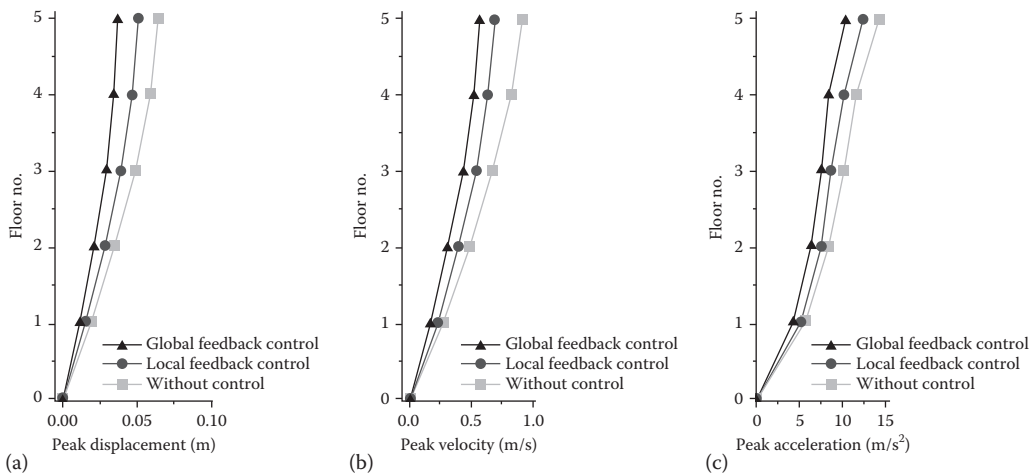 5
4
3
2
1
0
Floor no.
0.00
0.05
0.10
Peak displacement (m)
Global feedback control
Local feedback control
Without control
(a)
5
4
3
2
1
0
Floor no.
0.0
0.5
1.0
Peak velocity (m/s)
Global feedback control
Local feedback control
Without control
(b)
5
4
3
2
1
0
Floor no.
0
5
10
15
Peak acceleration (m/s²)
Global feedback control
Local feedback control
Without control
(c)